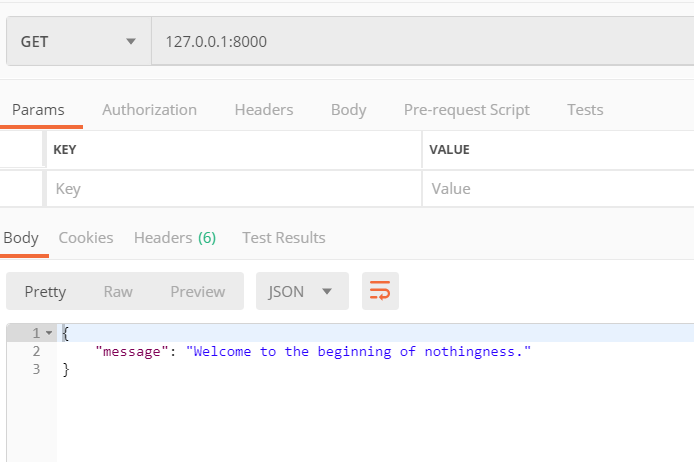 GET 127.0.0.1:8000
Params Authorization Headers Body Pre-request Script Tests
KEY VALUE
Key Value
Body Cookies Headers (6) Test Results
Pretty Raw Preview JSON
1 {
2 "message": "Welcome to the beginning of nothingness."
3 }